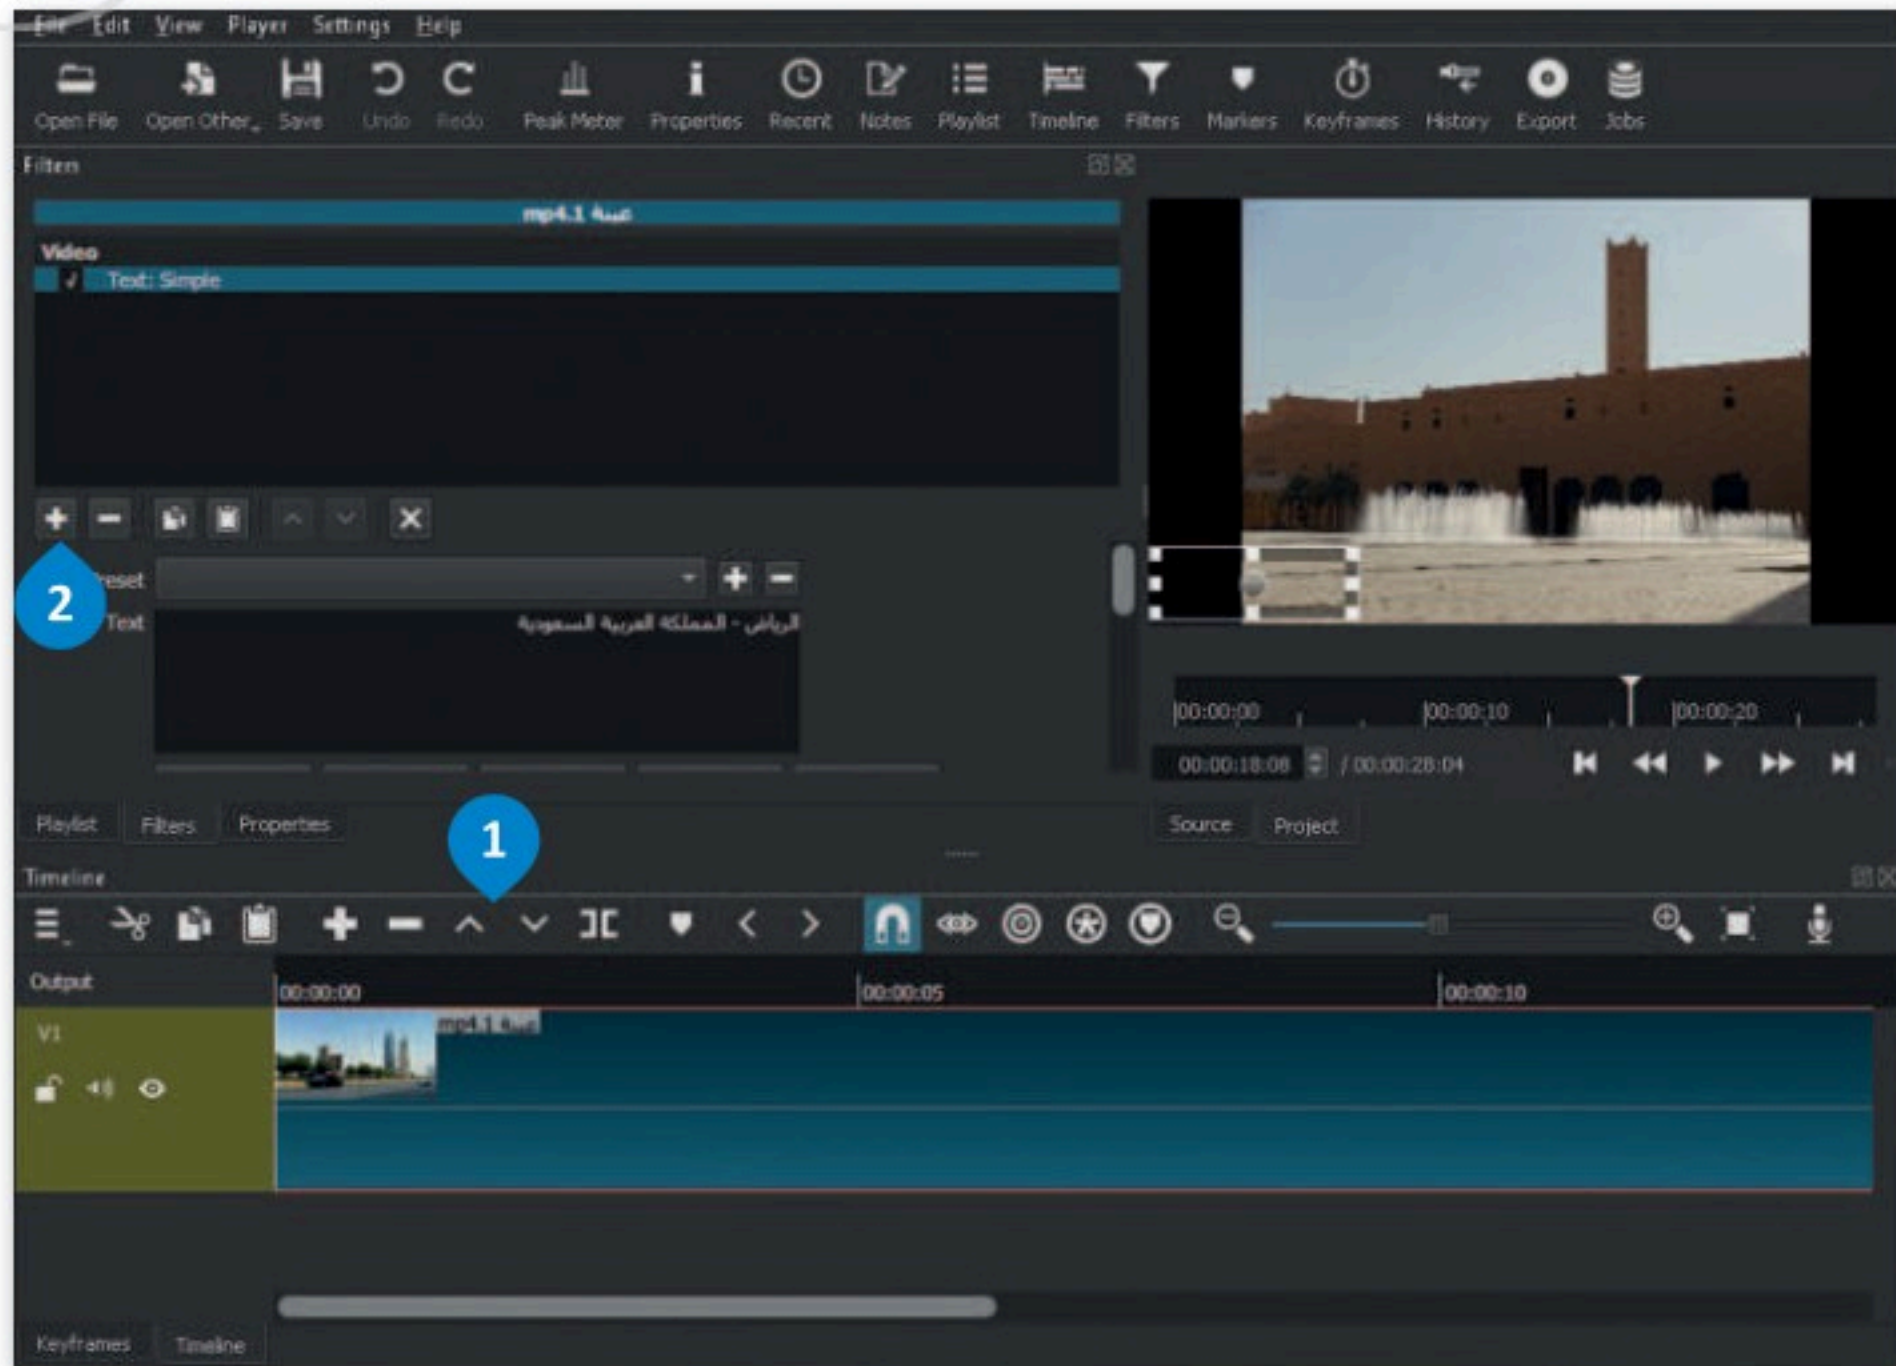 File Edit View Player Settings Help
Open File Open Other... Save Undo Redo Peak Meter Properties Recent Notes Playlist Timeline Filters Markers Keyframes History Export Jobs
Filters
عينة 1.mp4
Video
Text: Simple
2
Preset
Text
الرياض - المملكة العربية السعودية
00:00:00 00:00:10 00:00:20
00:00:18:08 / 00:00:28:04
Playlist Filters Properties
Source Project
1
Timeline
Output
00:00:00 00:00:05 00:00:10
V1
عينة 1.mp4
Keyframes Timeline